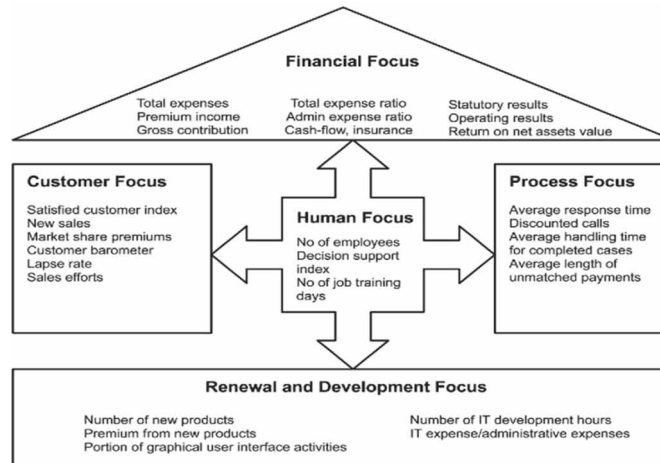 Financial Focus
Total expenses
Premium income
Gross contribution
Total expense ratio
Admin expense ratio
Cash-flow, insurance
Statutory results
Operating results
Return on net assets value
Customer Focus
Satisfied customer index
New sales
Market share premiums
Customer barometer
Lapse rate
Sales efforts
Human Focus
No of employees
Decision support
index
No of job training
days
Process Focus
Average response time
Discounted calls
Average handling time
for completed cases
Average length of
unmatched payments
Renewal and Development Focus
Number of new products
Premium from new products
Portion of graphical user interface activities
Number of IT development hours
IT expense/administrative expenses